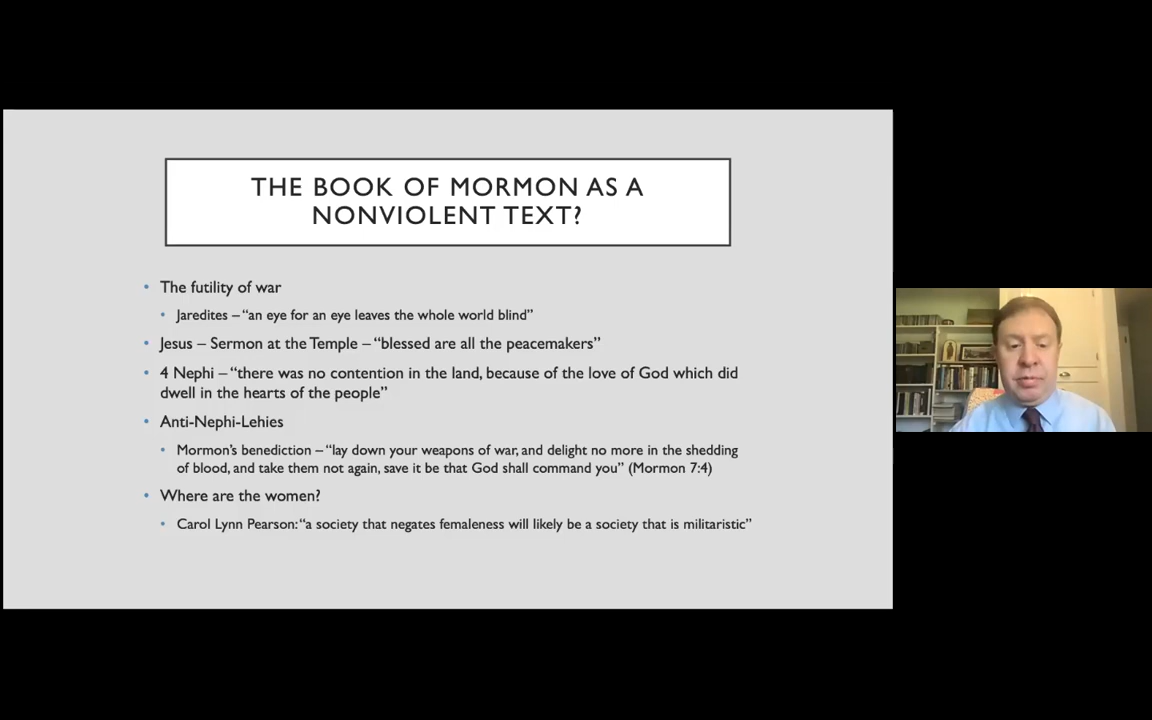 THE BOOK OF MORMON AS A
NONVIOLENT TEXT?
• The futility of war
• Jaredites – “an eye for an eye leaves the whole world blind”
• Jesus – Sermon at the Temple – “blessed are all the peacemakers”
• 4 Nephi – “there was no contention in the land, because of the love of God which did
dwell in the hearts of the people”
• Anti-Nephi-Lehies
• Mormon’s benediction – “lay down your weapons of war, and delight no more in the shedding
of blood, and take them not again, save it be that God shall command you” (Mormon 7:4)
• Where are the women?
• Carol Lynn Pearson: “a society that negates femaleness will likely be a society that is militaristic”